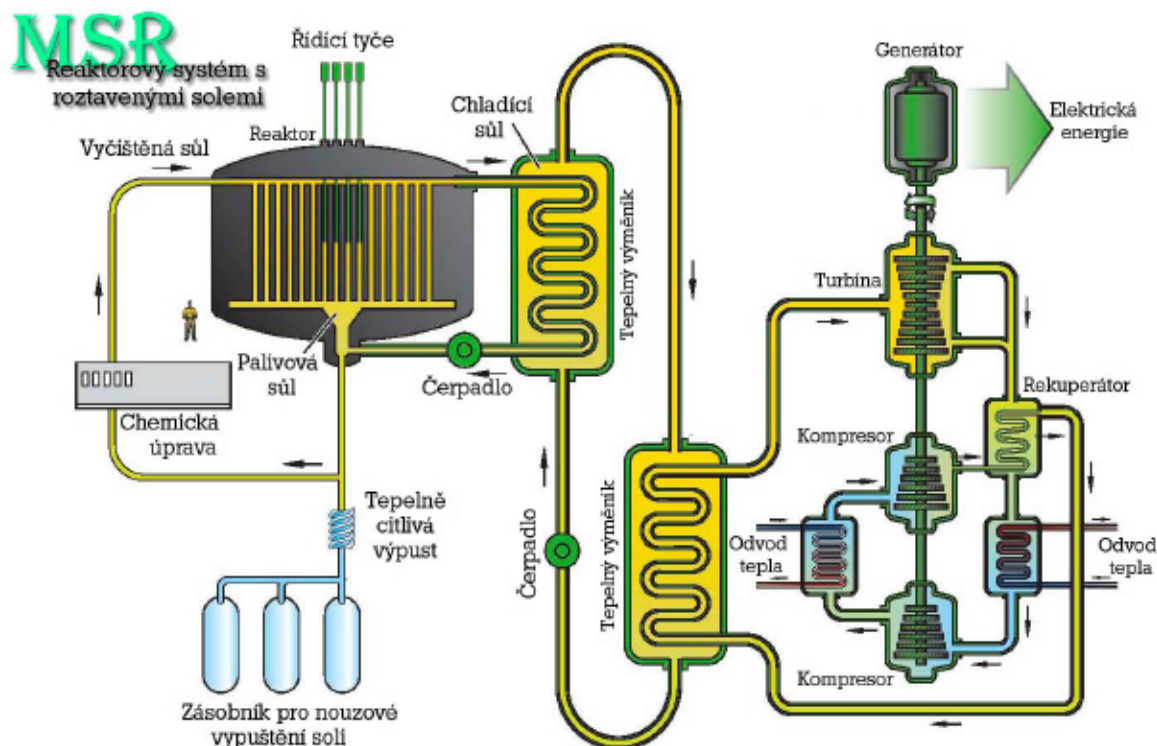 MSR
Reaktorový systém s
roztavenými solemi
Řídící tyče
Generátor
Elektrická
energie
Chladící
sůl
Reaktor
Vyčištěná sůl
Tepelný výměník
Turbína
Palivová
sůl
Čerpadlo
Rekuperátor
Chemická
úprava
Kompresor
Tepelně
citlivá
výpust
Čerpadlo
Tepelný výměník
Odvod
tepla
Odvod
tepla
Kompresor
Zásobník pro nouzové
vypuštění soli